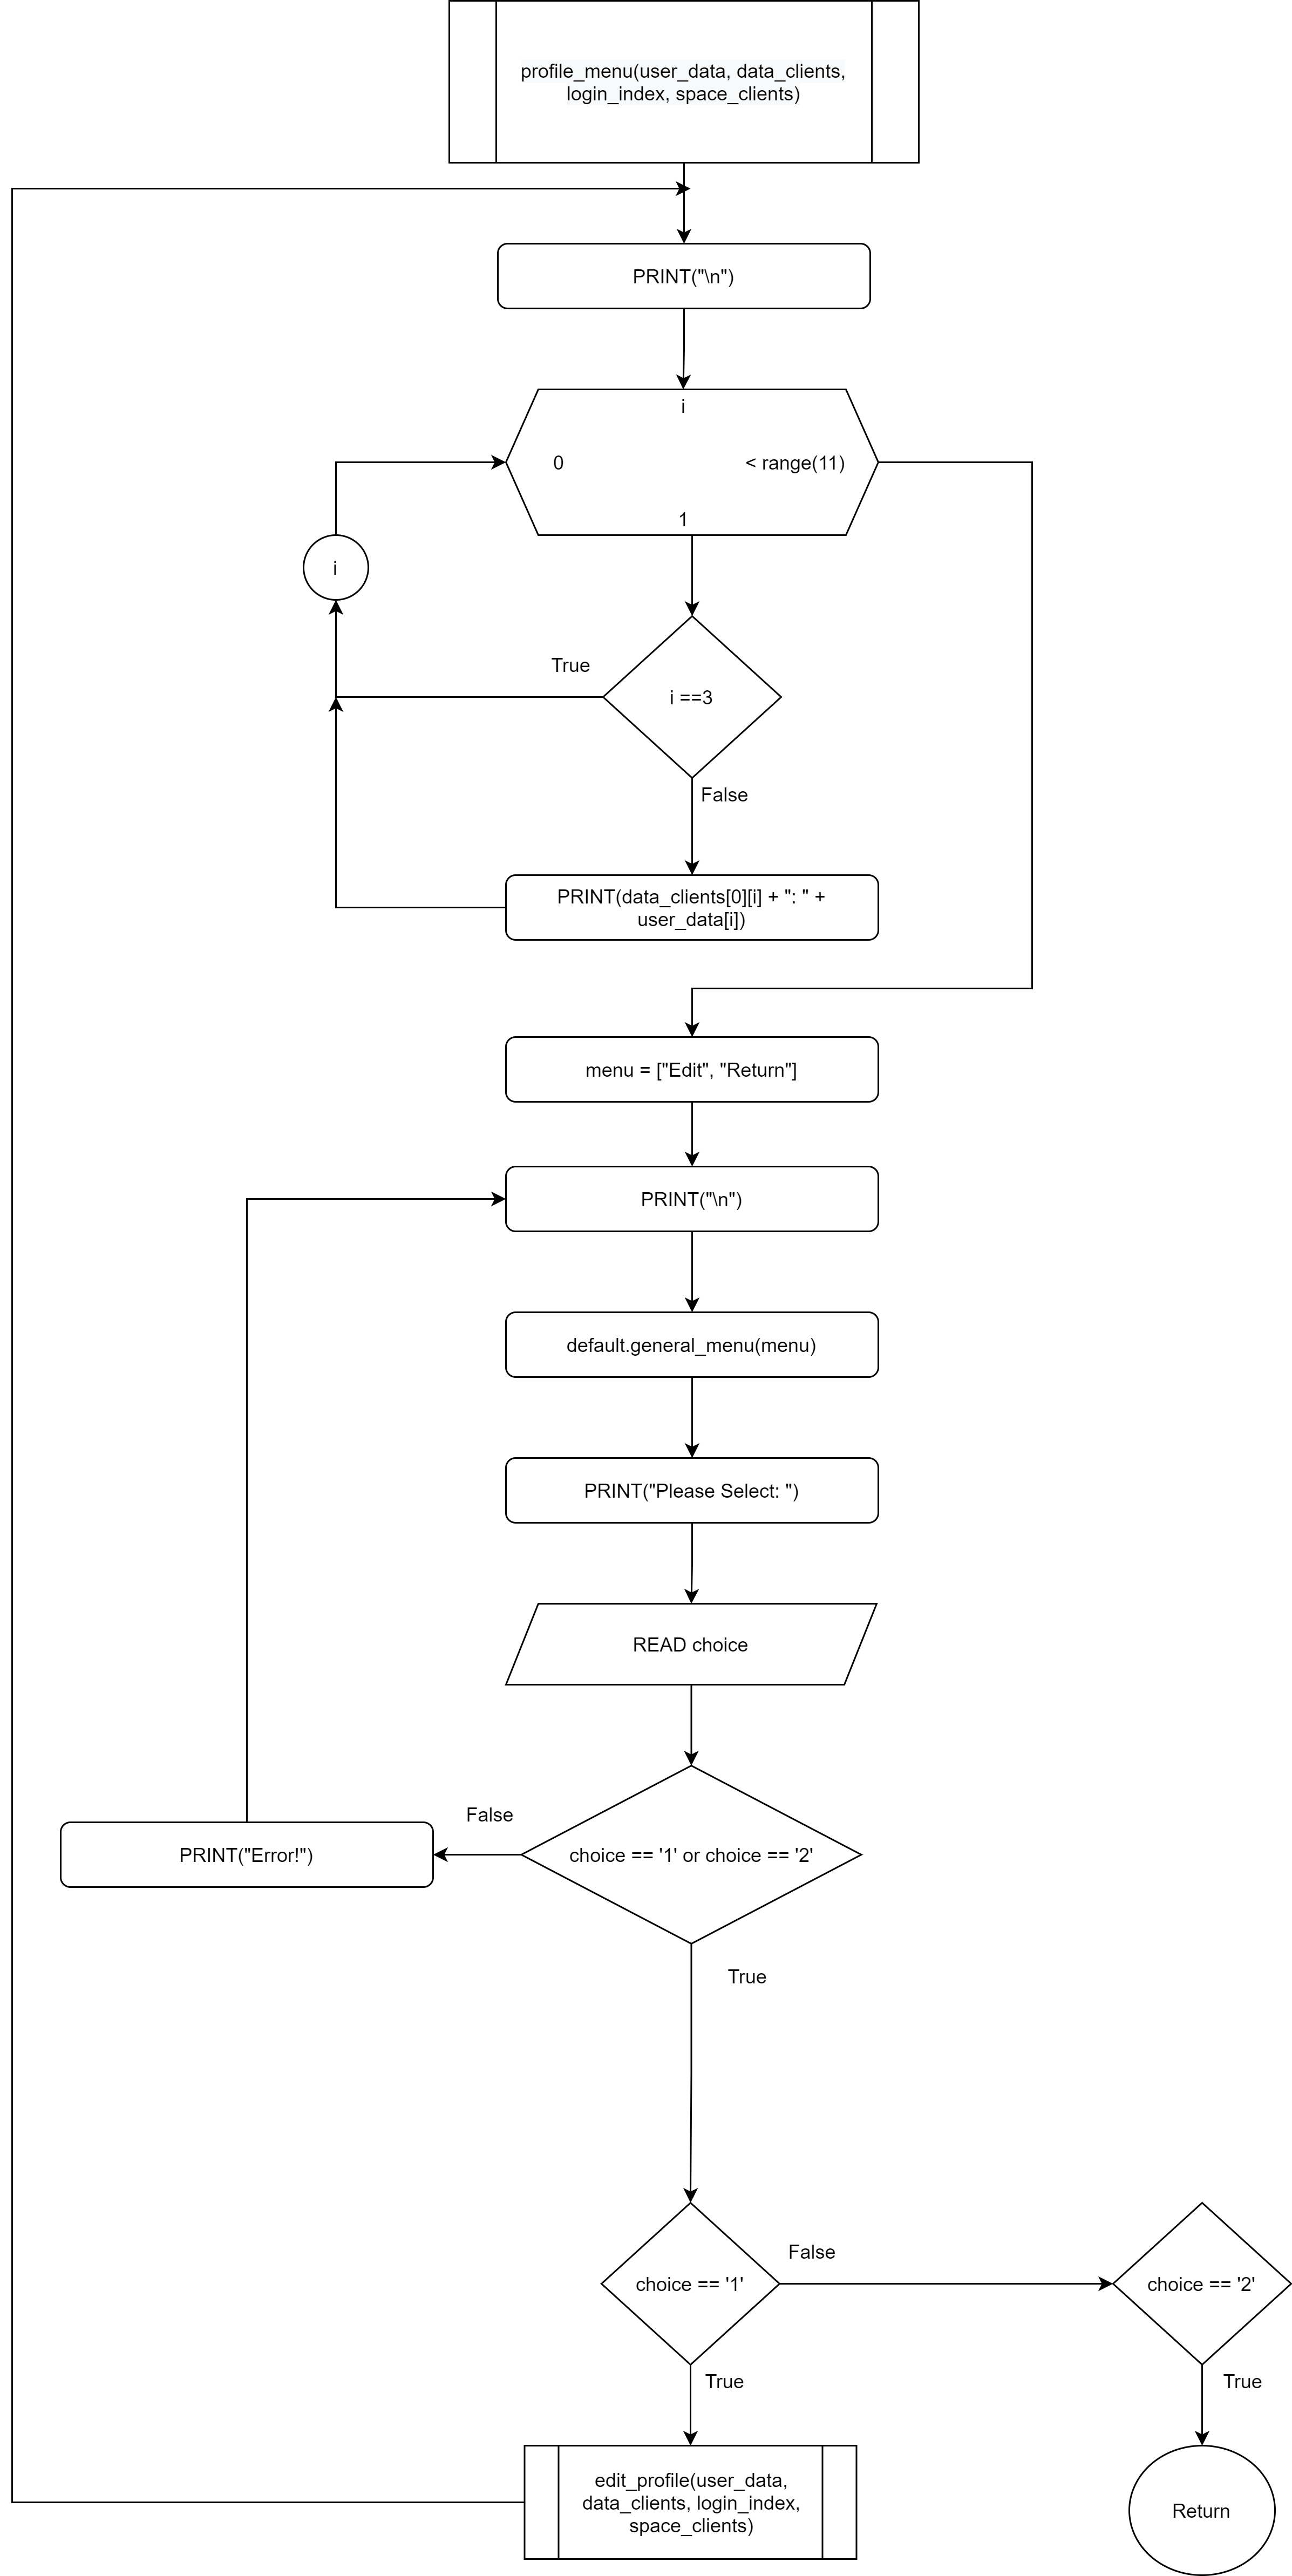 profile_menu(user_data, data_clients,
login_index, space_clients)
PRINT("\n")
i
0
< range(11)
1
i
True
i ==3
False
PRINT(data_clients[0][i] + ": " +
user_data[i])
menu = ["Edit", "Return"]
PRINT("\n")
default.general_menu(menu)
PRINT("Please Select: ")
READ choice
False
PRINT("Error!")
choice == '1' or choice == '2'
True
False
choice == '1'
choice == '2'
True
True
edit_profile(user_data,
data_clients, login_index,
space_clients)
Return